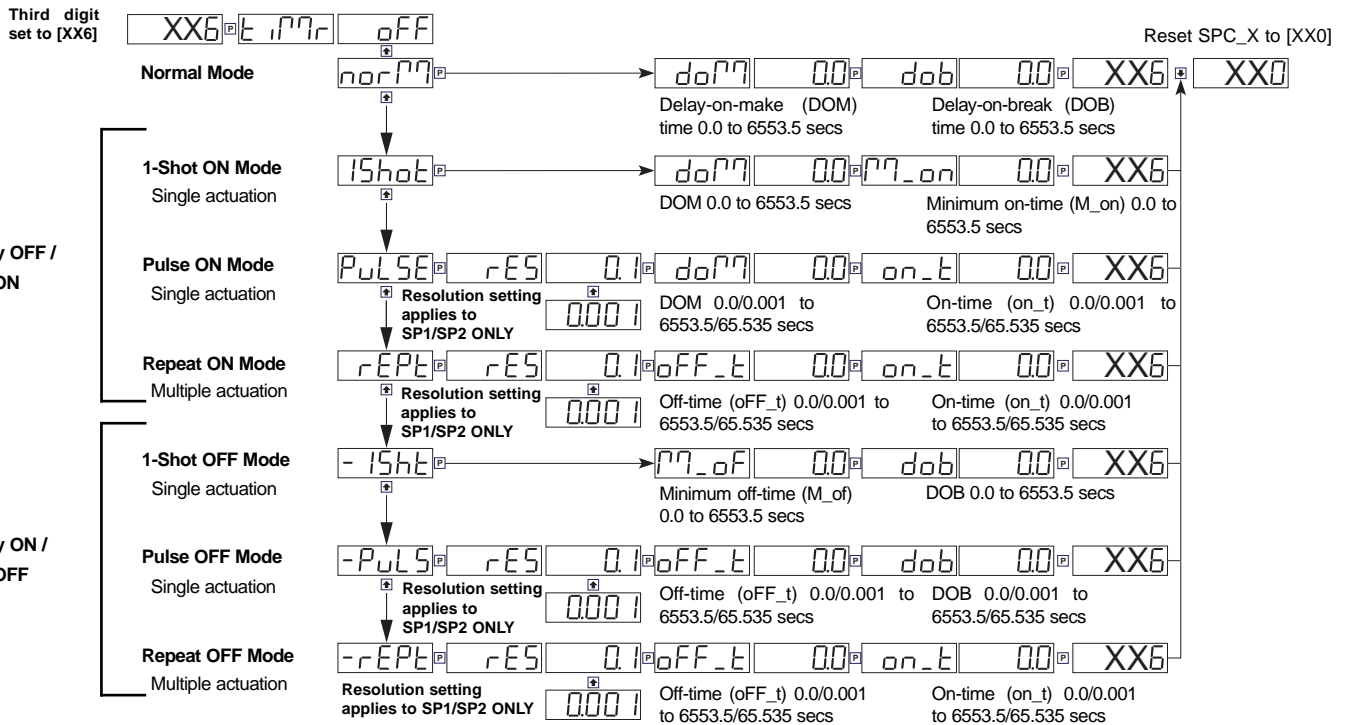 Third digit
set to [XX6]
XX6 P t iMr oFF
Reset SPC_X to [XX0]
Normal Mode
norM P doM 0.0 P dob 0.0 P XX6 XX0
Delay-on-make (DOM)
time 0.0 to 6553.5 secs
Delay-on-break (DOB)
time 0.0 to 6553.5 secs
1-Shot ON Mode
Single actuation
1Shot P doM 0.0 P M_on 0.0 P XX6
DOM 0.0 to 6553.5 secs
Minimum on-time (M_on) 0.0 to
6553.5 secs
y OFF /
ON
Pulse ON Mode
Single actuation
PuLSE P rES 0.1 P doM 0.0 P on_t 0.0 P XX6
Resolution setting
applies to
SP1/SP2 ONLY
0.001
DOM 0.0/0.001 to
6553.5/65.535 secs
On-time (on_t) 0.0/0.001 to
6553.5/65.535 secs
Repeat ON Mode
Multiple actuation
rEPt P rES 0.1 P oFF_t 0.0 P on_t 0.0 P XX6
Resolution setting
applies to
SP1/SP2 ONLY
0.001
Off-time (oFF_t) 0.0/0.001 to
6553.5/65.535 secs
On-time (on_t) 0.0/0.001
to 6553.5/65.535 secs
1-Shot OFF Mode
Single actuation
-1Sht P M_oF 0.0 P dob 0.0 P XX6
Minimum off-time (M_of)
0.0 to 6553.5 secs
DOB 0.0 to 6553.5 secs
y ON /
OFF
Pulse OFF Mode
Single actuation
-PuLS P rES 0.1 P oFF_t 0.0 P dob 0.0 P XX6
Resolution setting
applies to
SP1/SP2 ONLY
0.001
Off-time (oFF_t) 0.0/0.001 to
6553.5/65.535 secs
DOB 0.0/0.001 to
6553.5/65.535 secs
Repeat OFF Mode
Multiple actuation
-rEPt P rES 0.1 P oFF_t 0.0 P on_t 0.0 P XX6
Resolution setting
applies to SP1/SP2 ONLY
0.001
Off-time (oFF_t) 0.0/0.001
to 6553.5/65.535 secs
On-time (on_t) 0.0/0.001
to 6553.5/65.535 secs